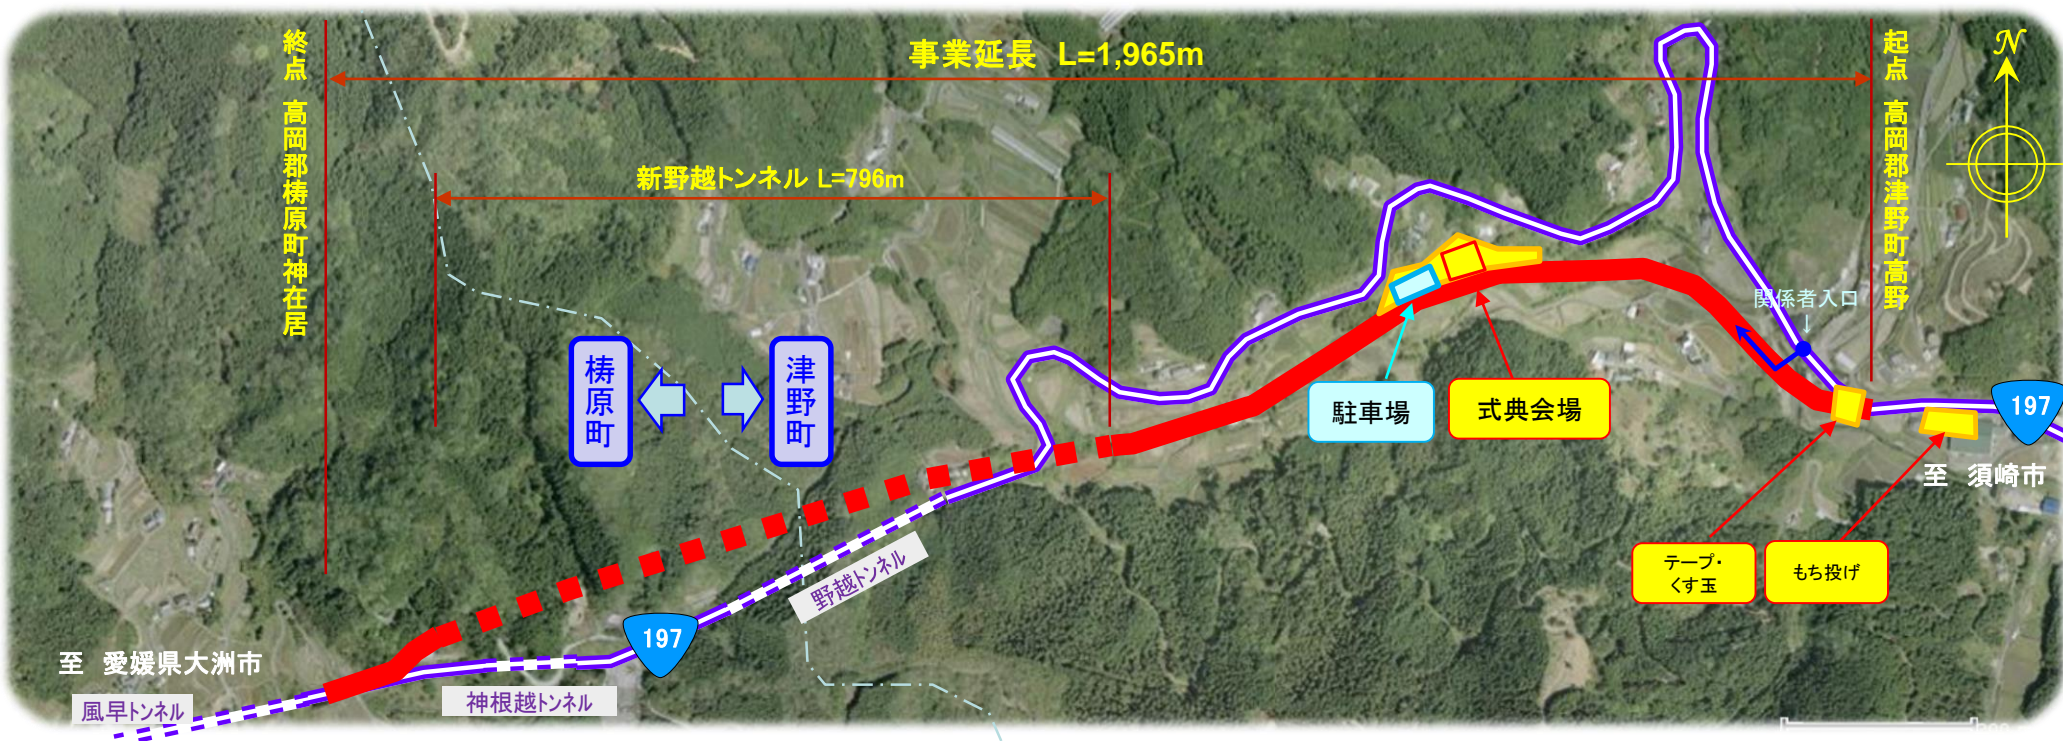 事業延長 L=1,965m
終点 高岡郡梼原町神在居
起点 高岡郡津野町高野
N
新野越トンネル L=796m
関係者入口
梼原町
津野町
駐車場
式典会場
197
至 須崎市
テープ・
くす玉
もち投げ
野越トンネル
197
至 愛媛県大洲市
神根越トンネル
風早トンネル